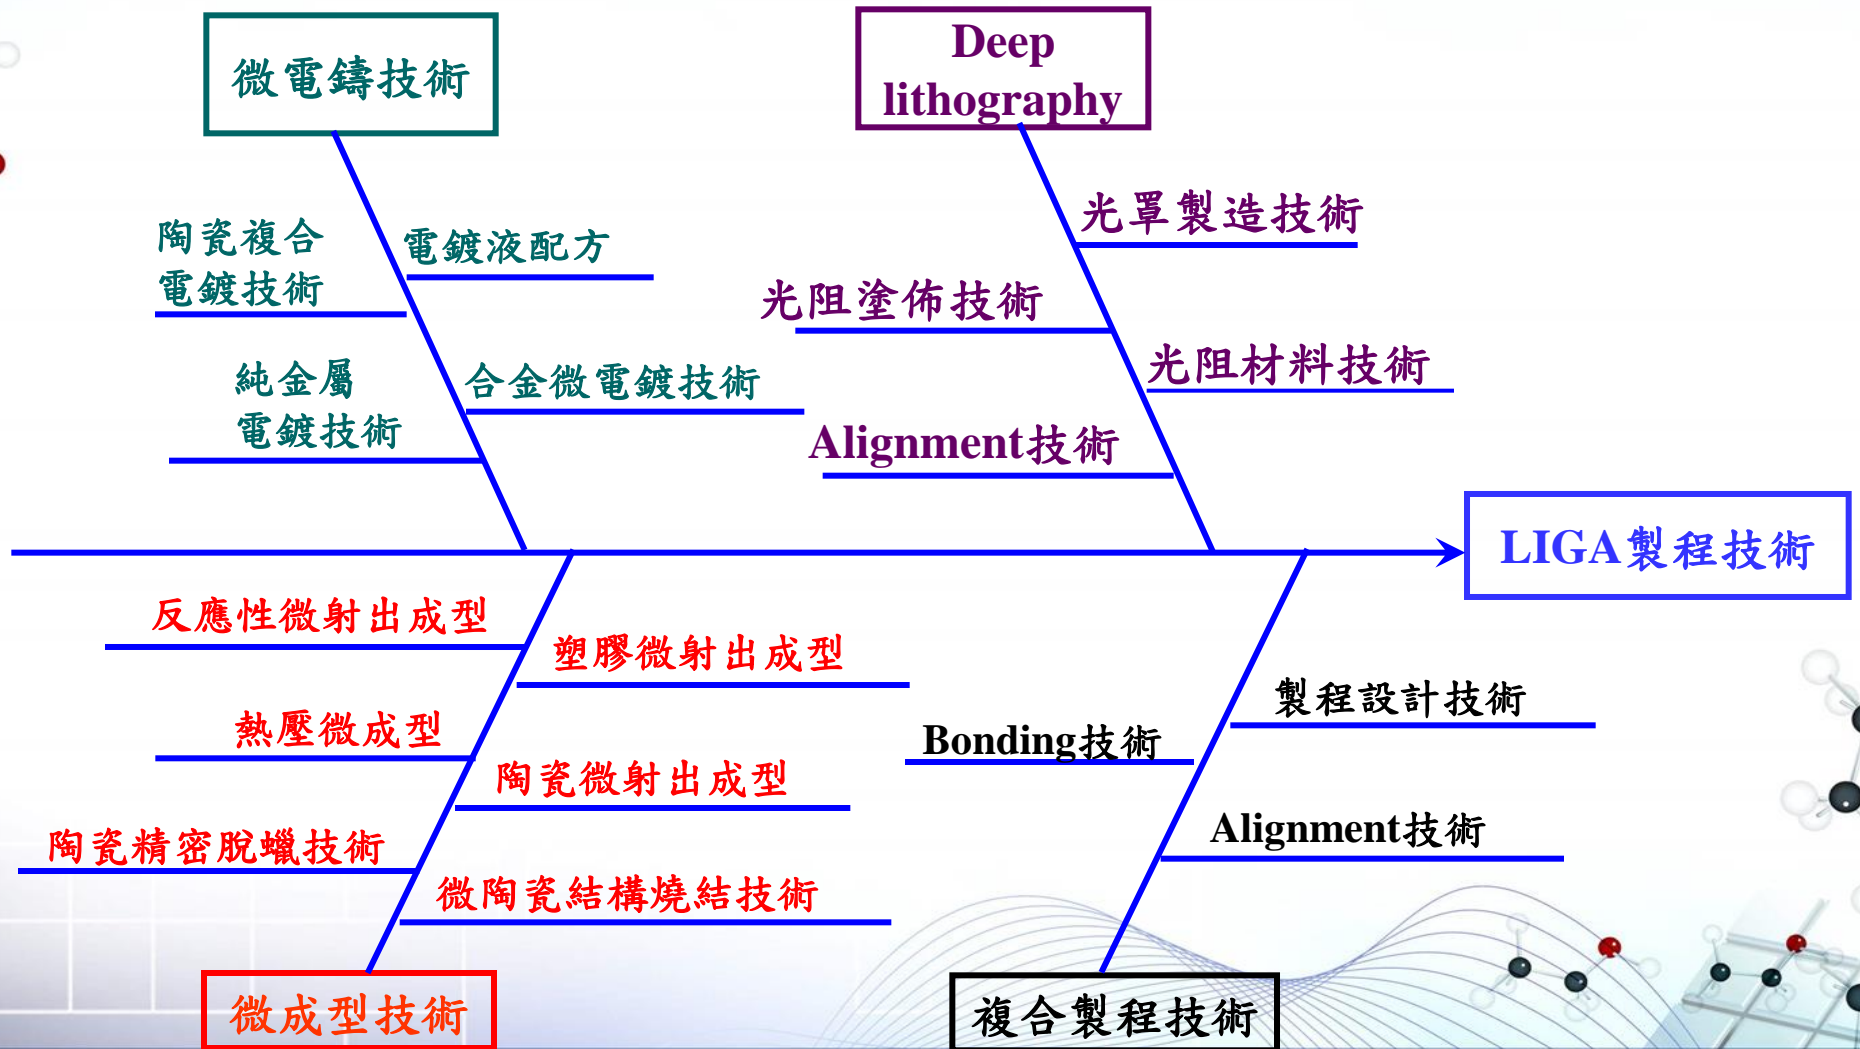 微電鑄技術
Deep
lithography
陶瓷複合
電鍍技術
電鍍液配方
純金屬
電鍍技術
合金微電鍍技術
光罩製造技術
光阻塗佈技術
光阻材料技術
Alignment技術
LIGA製程技術
反應性微射出成型
塑膠微射出成型
熱壓微成型
陶瓷微射出成型
陶瓷精密脫蠟技術
微陶瓷結構燒結技術
微成型技術
製程設計技術
Bonding技術
Alignment技術
複合製程技術